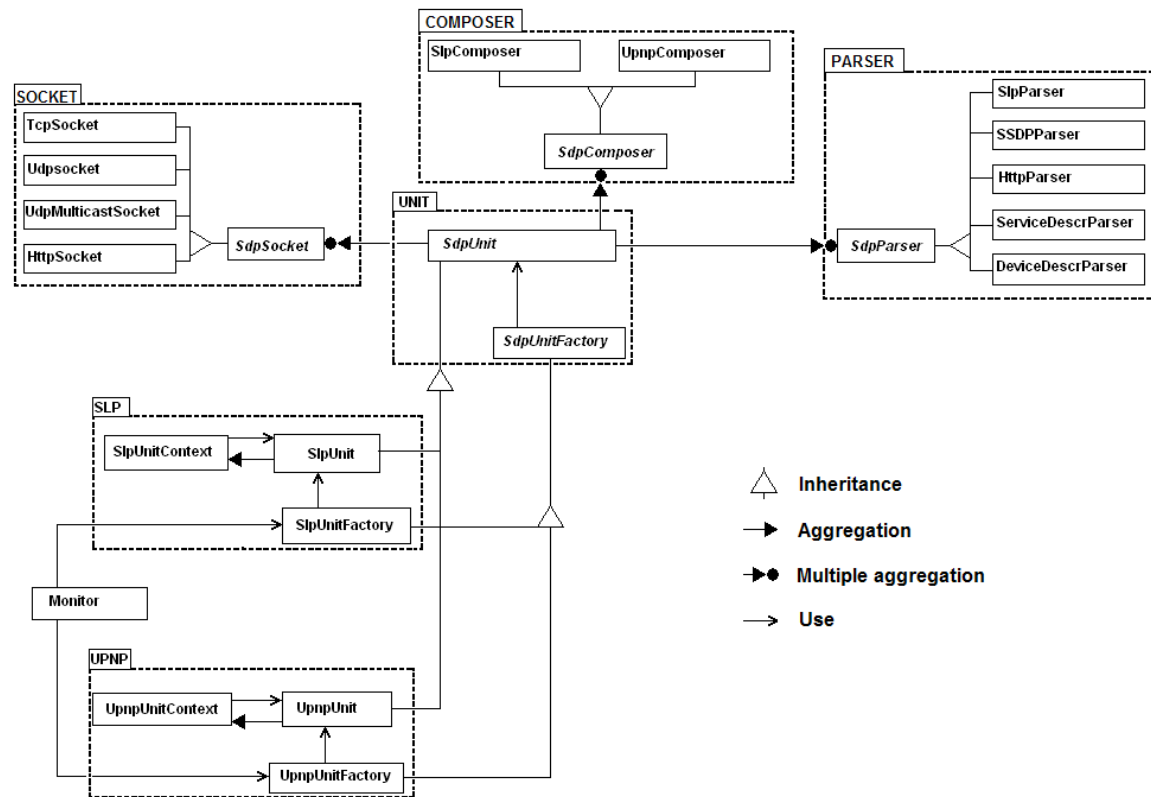 COMPOSER
SlpComposer
UpnpComposer
SdpComposer
PARSER
SlpParser
SSDPParser
HttpParser
ServiceDescrParser
DeviceDescrParser
SdpParser
SOCKET
TcpSocket
Udpsocket
UdpMulticastSocket
HttpSocket
SdpSocket
UNIT
SdpUnit
SdpUnitFactory
SLP
SlpUnitContext
SlpUnit
SlpUnitFactory
Monitor
UPNP
UpnpUnitContext
UpnpUnit
UpnpUnitFactory
Inheritance
Aggregation
Multiple aggregation
Use